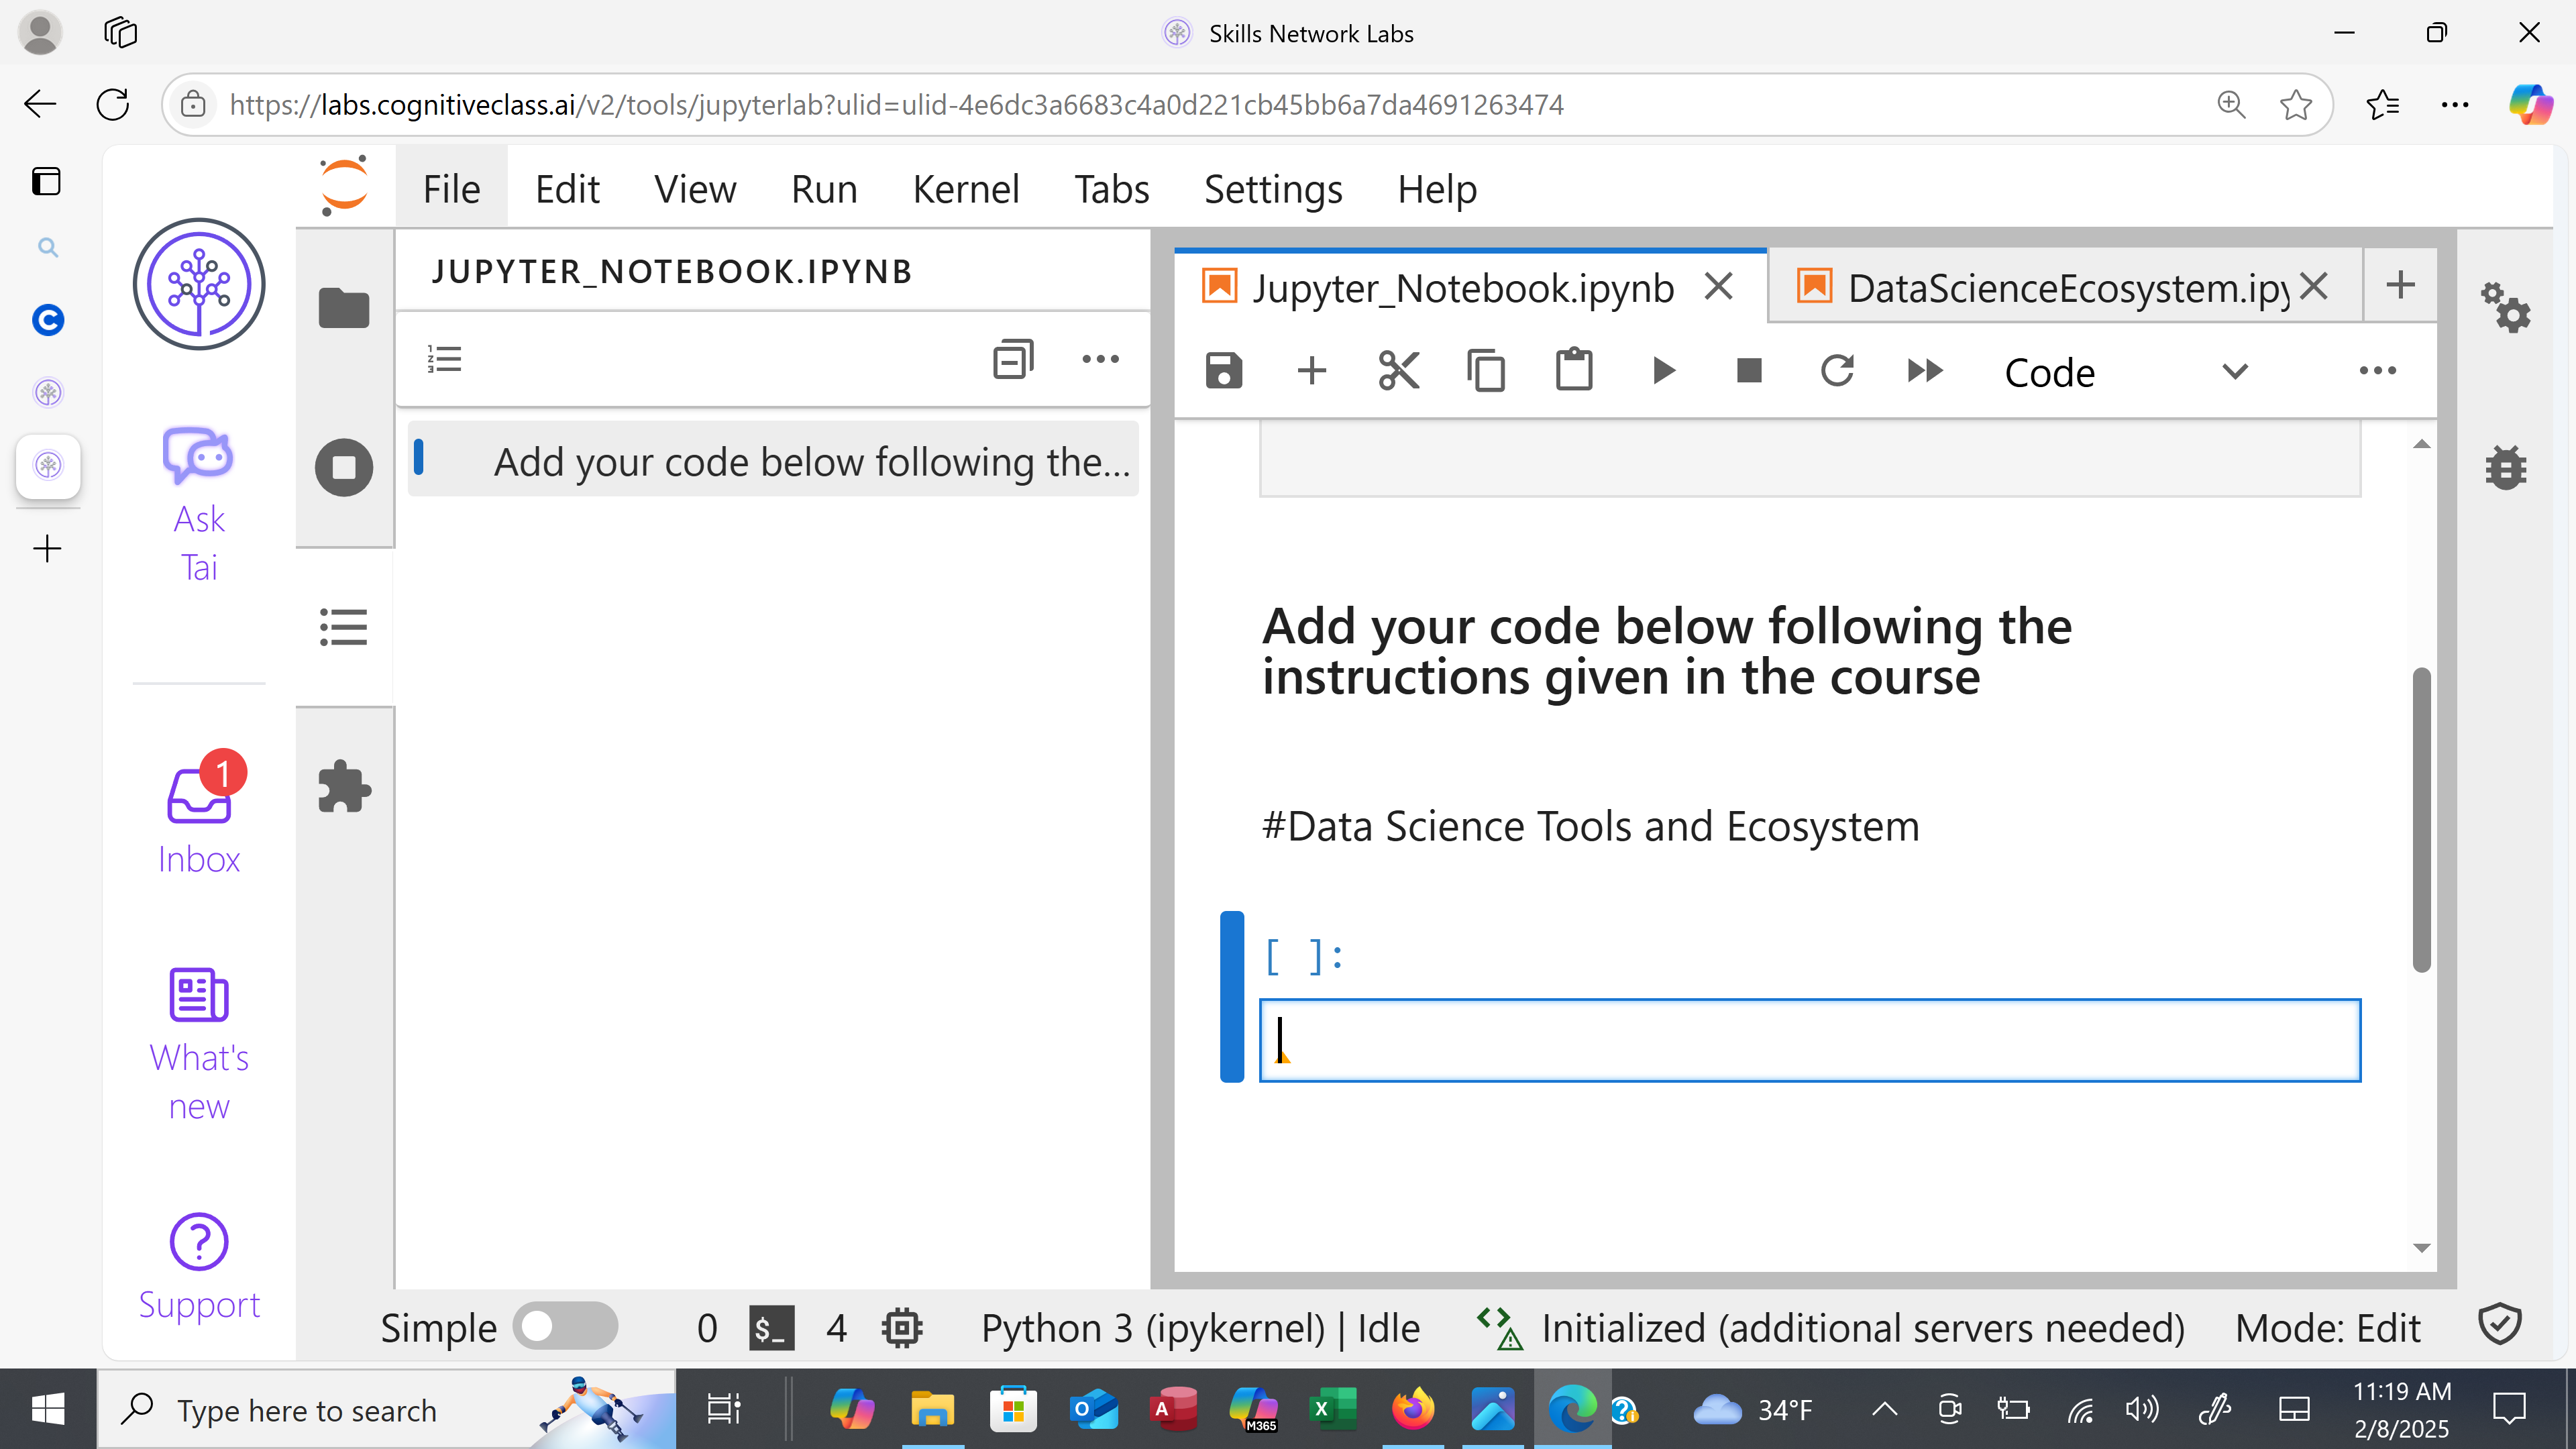 Skills Network Labs
https://labs.cognitiveclass.ai/v2/tools/jupyterlab?ulid=ulid-4e6dc3a6683c4a0d221cb45bb6a7da4691263474
File Edit View Run Kernel Tabs Settings Help
JUPYTER_NOTEBOOK.IPYNB
Add your code below following the...
Jupyter_Notebook.ipynb
DataScienceEcosystem.ipy
Code
Add your code below following the
instructions given in the course
#Data Science Tools and Ecosystem
[ ]:
Ask
Tai
1
Inbox
What's
new
Support
Simple 0 $_ 4 Python 3 (ipykernel) | Idle Initialized (additional servers needed) Mode: Edit
Type here to search
M365
34°F
11:19 AM
2/8/2025